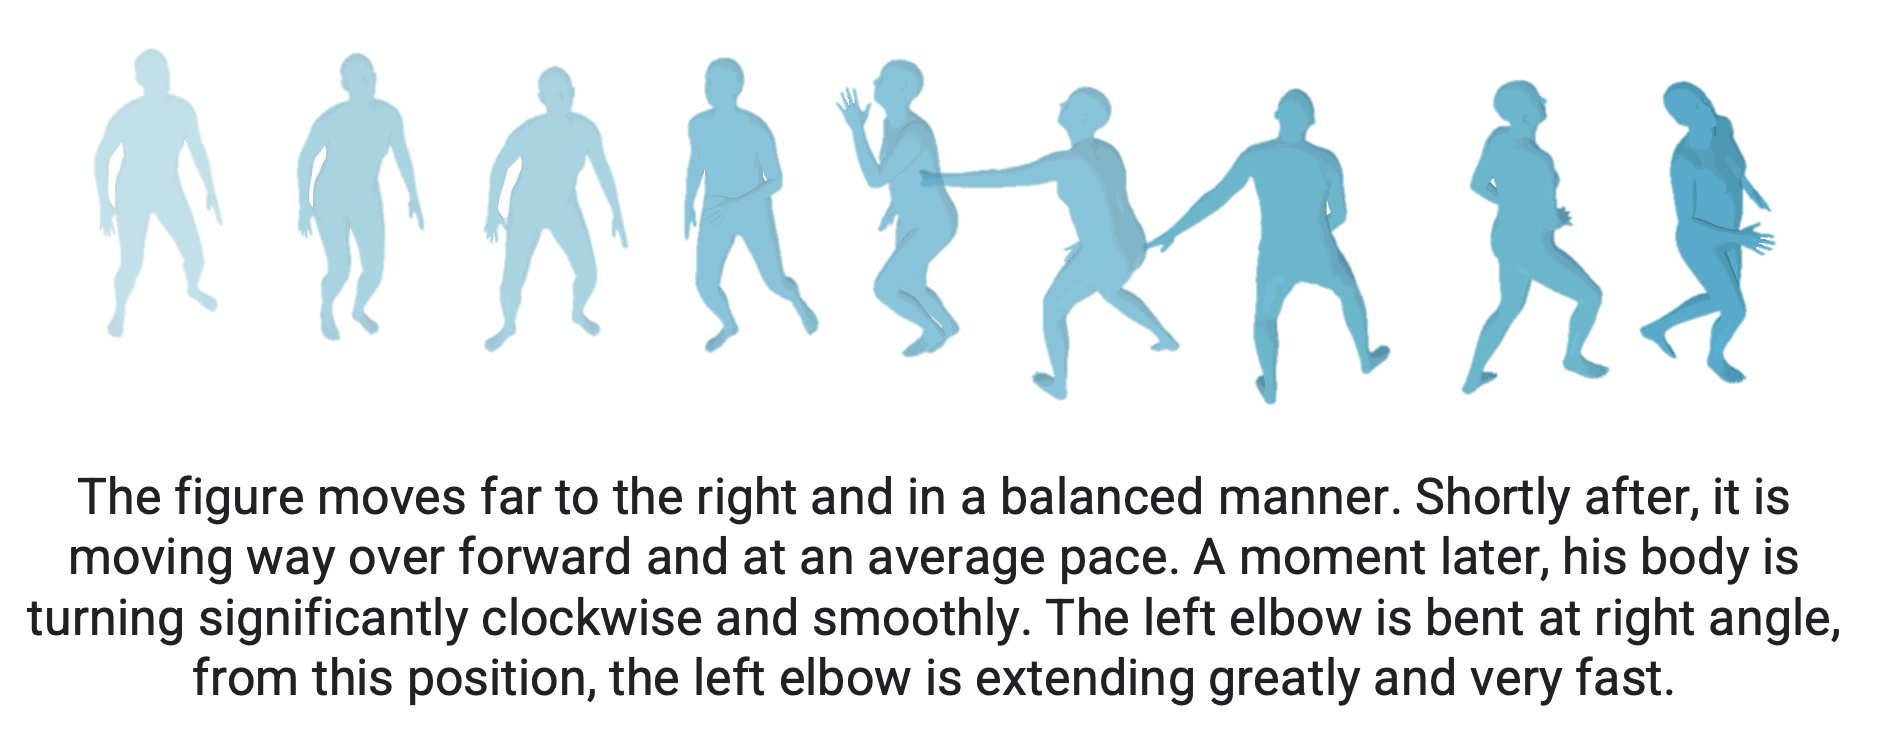 The figure moves far to the right and in a balanced manner. Shortly after, it is
moving way over forward and at an average pace. A moment later, his body is
turning significantly clockwise and smoothly. The left elbow is bent at right angle,
from this position, the left elbow is extending greatly and very fast.